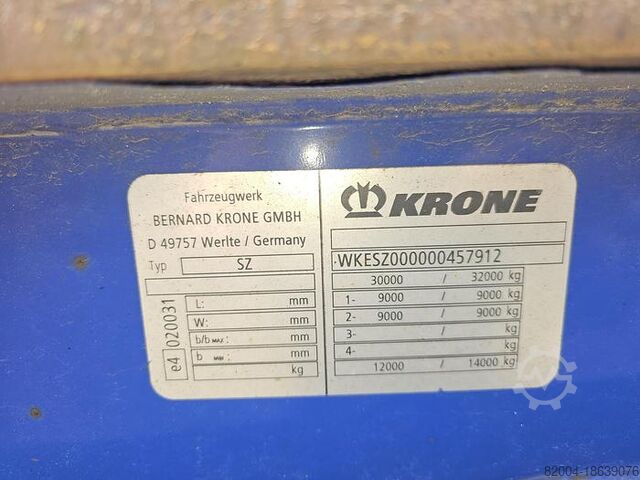 Fahrzeugwerk
BERNARD KRONE GMBH
D 49757 Werlte / Germany
Typ SZ
e4 020031
L: mm
W: mm
b/b MAX: mm
b MIN: mm
kg
KRONE
WKESZ000000457912
30000 / 32000 kg
1- 9000 / 9000 kg
2- 9000 / 9000 kg
3- / kg
4- / kg
12000 / 14000 kg
82004-18639076